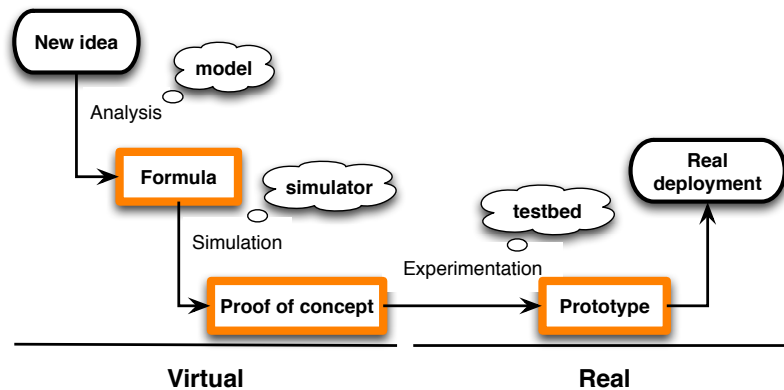 New idea
model
Analysis
Formula
simulator
Simulation
Proof of concept
testbed
Experimentation
Prototype
Real
deployment
Virtual
Real